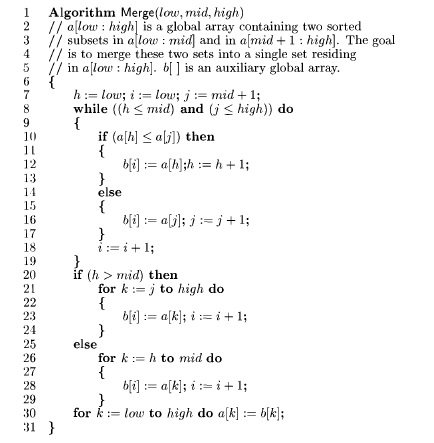 1 Algorithm Merge(low, mid, high)
2 // a[low : high] is a global array containing two sorted
3 // subsets in a[low : mid] and in a[mid + 1 : high]. The goal
4 // is to merge these two sets into a single set residing
5 // in a[low : high]. b[ ] is an auxiliary global array.
6 {
7 h := low; i := low; j := mid + 1;
8 while ((h ≤ mid) and (j ≤ high)) do
9 {
10 if (a[h] ≤ a[j]) then
11 {
12 b[i] := a[h]; h := h + 1;
13 }
14 else
15 {
16 b[i] := a[j]; j := j + 1;
17 }
18 i := i + 1;
19 }
20 if (h > mid) then
21 for k := j to high do
22 {
23 b[i] := a[k]; i := i + 1;
24 }
25 else
26 for k := h to mid do
27 {
28 b[i] := a[k]; i := i + 1;
29 }
30 for k := low to high do a[k] := b[k];
31 }